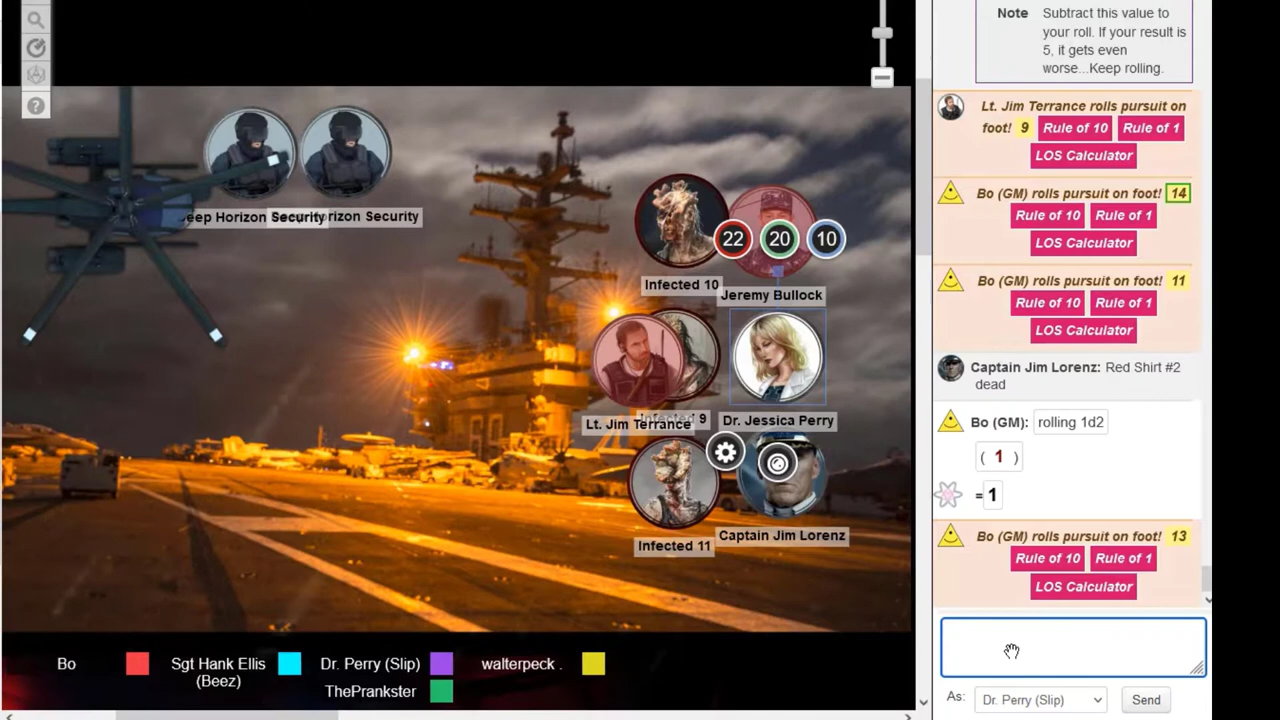 ?
eep Horizon Security
rizon Security
22
20
10
Infected 10
Jeremy Bullock
Lt. Jim Terrance
Infected 9
Dr. Jessica Perry
Infected 11
Captain Jim Lorenz
Bo
Sgt Hank Ellis
(Beez)
Dr. Perry (Slip)
walterpeck .
ThePrankster
Note
Subtract this value to
your roll. If your result is
5, it gets even
worse...Keep rolling.
Lt. Jim Terrance rolls pursuit on
foot! 9 Rule of 10 Rule of 1
LOS Calculator
Bo (GM) rolls pursuit on foot! 14
Rule of 10 Rule of 1
LOS Calculator
Bo (GM) rolls pursuit on foot! 11
Rule of 10 Rule of 1
LOS Calculator
Captain Jim Lorenz: Red Shirt #2
dead
Bo (GM): rolling 1d2
( 1 )
= 1
Bo (GM) rolls pursuit on foot! 13
Rule of 10 Rule of 1
LOS Calculator
As: Dr. Perry (Slip) Send